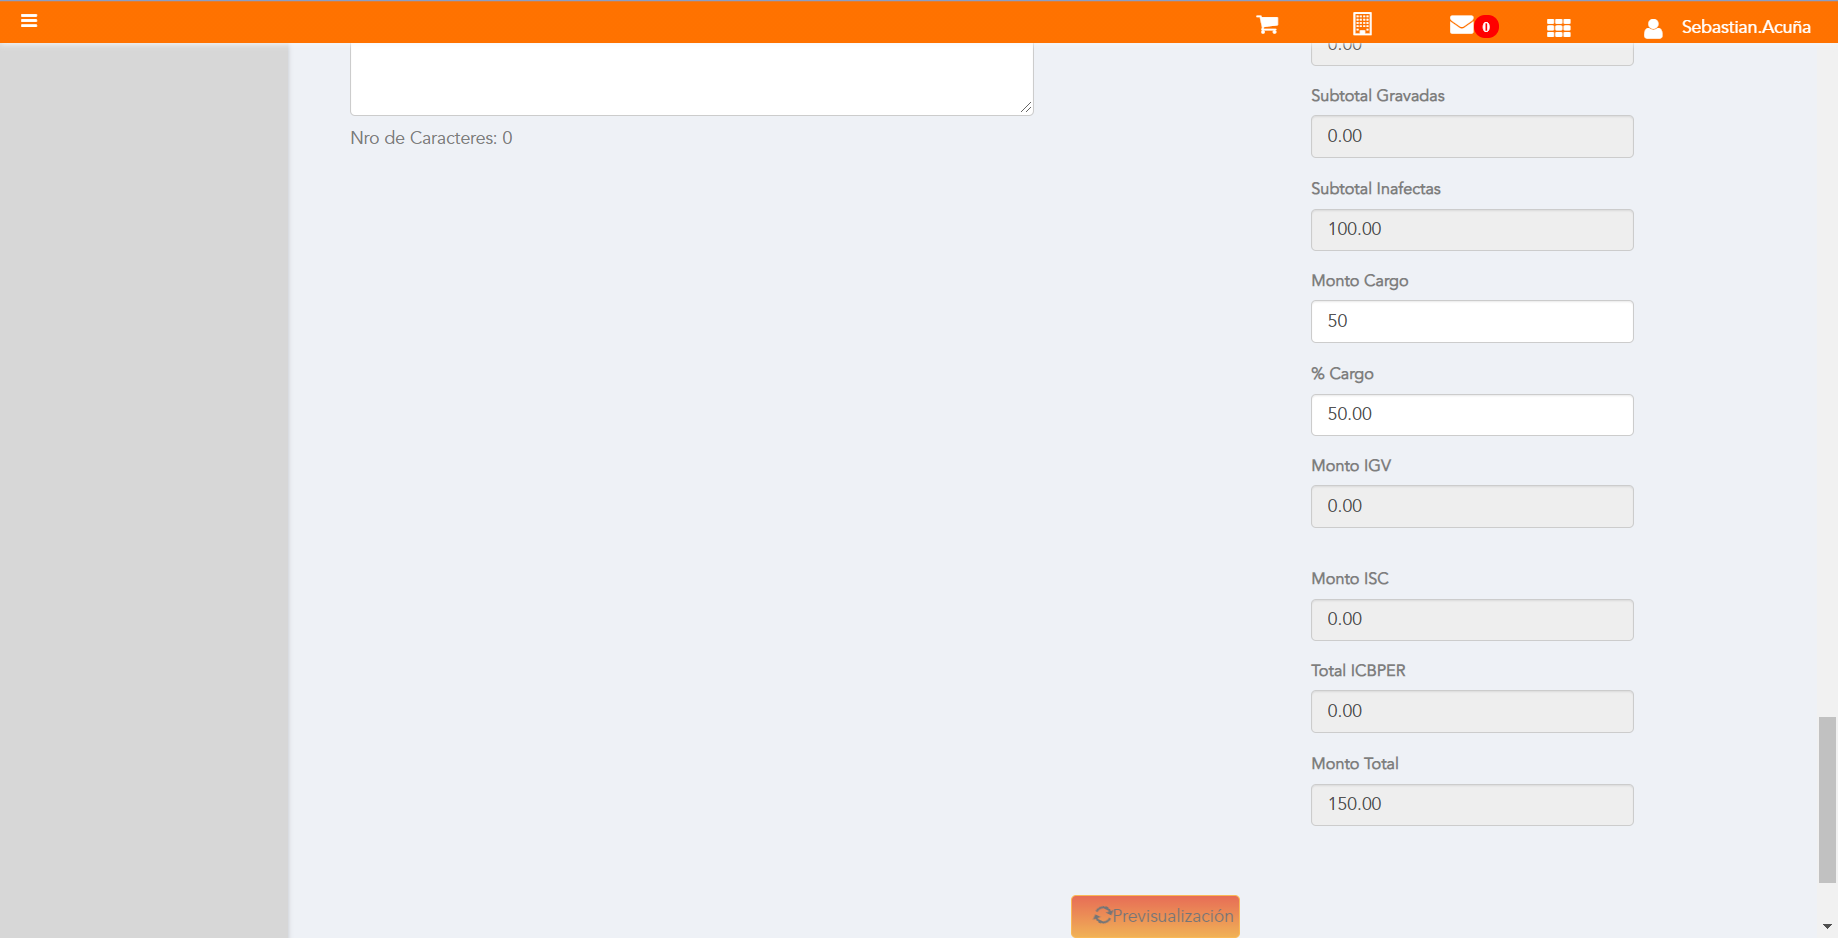 0
Sebastian.Acuña
0.00
Nro de Caracteres: 0
Subtotal Gravadas
0.00
Subtotal Inafectas
100.00
Monto Cargo
50
% Cargo
50.00
Monto IGV
0.00
Monto ISC
0.00
Total ICBPER
0.00
Monto Total
150.00
Previsualización